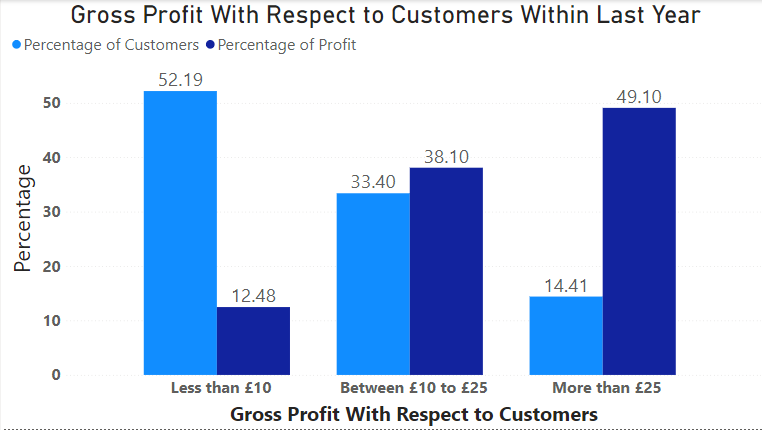 Gross Profit With Respect to Customers Within Last Year
Percentage of Customers Percentage of Profit
52.19
49.10
38.10
33.40
14.41
12.48
Percentage
50
40
30
20
10
0
Less than £10 Between £10 to £25 More than £25
Gross Profit With Respect to Customers